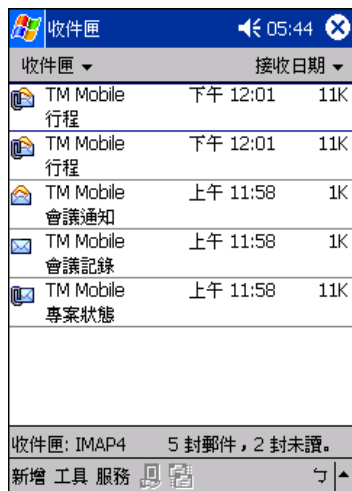 收件匣 05:44
收件匣 接收日期
TM Mobile 下午 12:01 11K
行程
TM Mobile 下午 12:01 11K
行程
TM Mobile 上午 11:58 1K
會議通知
TM Mobile 上午 11:58 1K
會議記錄
TM Mobile 上午 11:58 11K
專案狀態
收件匣: IMAP4 5 封郵件，2 封未讀。
新增 工具 服務 ㄅ